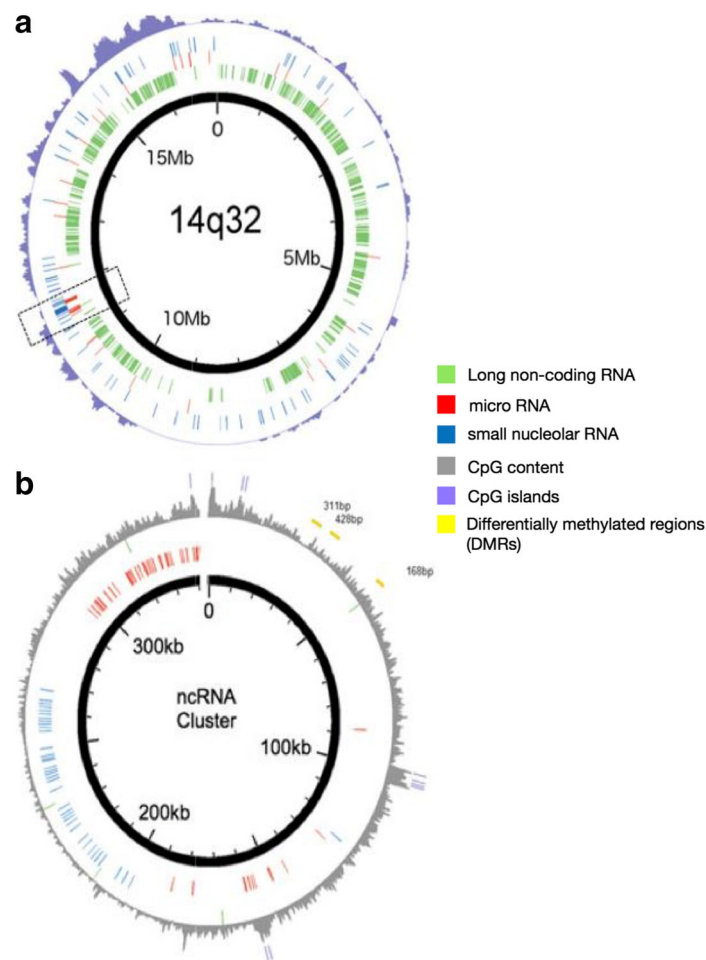 a
0
15Mb
14q32
5Mb
10Mb
Long non-coding RNA
micro RNA
small nucleolar RNA
CpG content
CpG islands
Differentially methylated regions
(DMRs)
b
311bp
428bp
168bp
0
300kb
ncRNA
Cluster
100kb
200kb